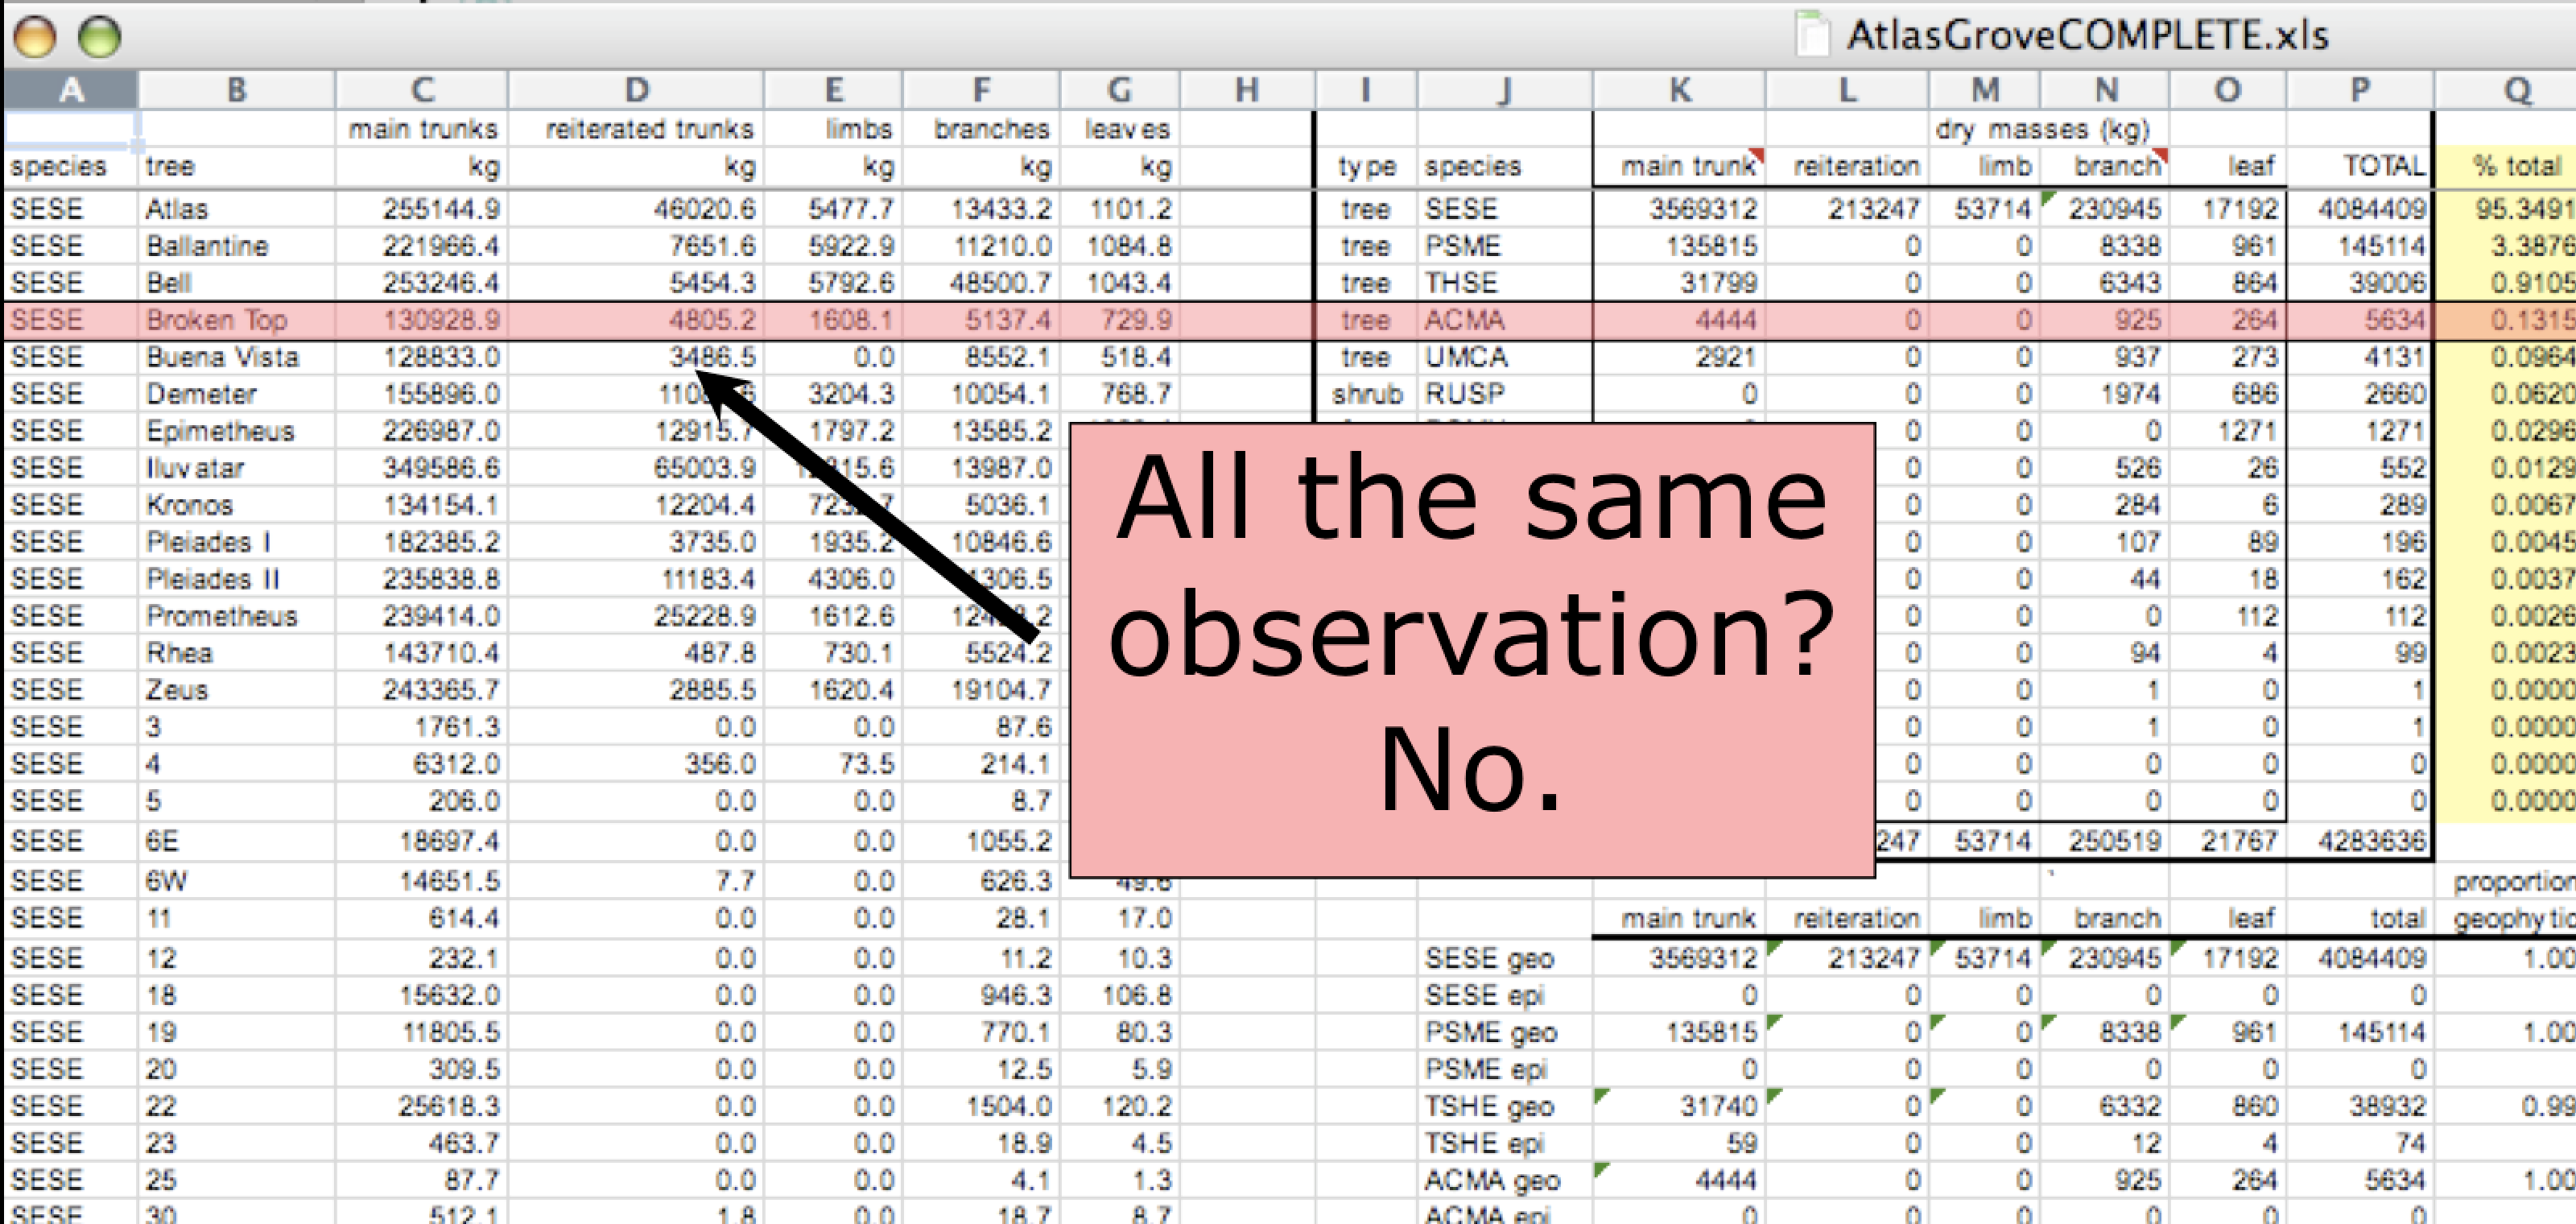 AtlasGroveCOMPLETE.xls
A B C D E F G H I J K L M N O P Q
main trunks reiterated trunks limbs branches leaves dry masses (kg)
species tree kg kg kg kg kg type species main trunk reiteration limb branch leaf TOTAL % total
SESE Atlas 255144.9 46020.6 5477.7 13433.2 1101.2 tree SESE 3569312 213247 53714 230945 17192 4084409 95.3491
SESE Ballantine 221966.4 7651.6 5922.9 11210.0 1084.8 tree PSME 135815 0 0 8338 961 145114 3.3876
SESE Bell 253246.4 5454.3 5792.6 48500.7 1043.4 tree THSE 31799 0 0 6343 864 39006 0.9105
SESE Broken Top 130928.9 4805.2 1608.1 5137.4 729.9 tree ACMA 4444 0 0 925 264 5634 0.1315
SESE Buena Vista 128833.0 3486.5 0.0 8552.1 518.4 tree UMCA 2921 0 0 937 273 4131 0.0964
SESE Demeter 155896.0 3204.3 10054.1 768.7 shrub RUSP 0 0 0 1974 686 2660 0.0620
SESE Epimetheus 226987.0 12915.7 1797.2 13585.2 0 0 0 1271 1271 0.0296
SESE Iluvatar 349586.6 65003.9 13987.0 0 0 526 26 552 0.0129
SESE Kronos 134154.1 12204.4 5036.1 0 0 284 6 289 0.0067
SESE Pleiades I 182385.2 3735.0 1935.2 10846.6 0 0 107 89 196 0.0045
SESE Pleiades II 235838.8 11183.4 4306.0 0 0 44 18 162 0.0037
SESE Prometheus 239414.0 25228.9 1612.6 0 0 0 112 112 0.0026
SESE Rhea 143710.4 487.8 730.1 5524.2 0 0 94 4 99 0.0023
SESE Zeus 243365.7 2885.5 1620.4 19104.7 0 0 1 0 1 0.0000
SESE 3 1761.3 0.0 0.0 87.6 0 0 1 0 1 0.0000
SESE 4 6312.0 356.0 73.5 214.1 0 0 0 0 0 0.0000
SESE 5 206.0 0.0 0.0 8.7 0 0 0 0 0 0.0000
SESE 6E 18697.4 0.0 0.0 1055.2 247 53714 250519 21767 4283636
SESE 6W 14651.5 7.7 0.0 626.3 49.6 proportion
SESE 11 614.4 0.0 0.0 28.1 17.0 main trunk reiteration limb branch leaf total geophytic
SESE 12 232.1 0.0 0.0 11.2 10.3 SESE geo 3569312 213247 53714 230945 17192 4084409 1.00
SESE 18 15632.0 0.0 0.0 946.3 106.8 SESE epi 0 0 0 0 0 0
SESE 19 11805.5 0.0 0.0 770.1 80.3 PSME geo 135815 0 0 8338 961 145114 1.00
SESE 20 309.5 0.0 0.0 12.5 5.9 PSME epi 0 0 0 0 0 0
SESE 22 25618.3 0.0 0.0 1504.0 120.2 TSHE geo 31740 0 0 6332 860 38932 0.99
SESE 23 463.7 0.0 0.0 18.9 4.5 TSHE epi 59 0 0 12 4 74
SESE 25 87.7 0.0 0.0 4.1 1.3 ACMA geo 4444 0 0 925 264 5634 1.00
SESE 30 512.1 1.8 0.0 18.7 8.7 ACMA epi 0 0 0 0 0 0
All the same
observation?
No.